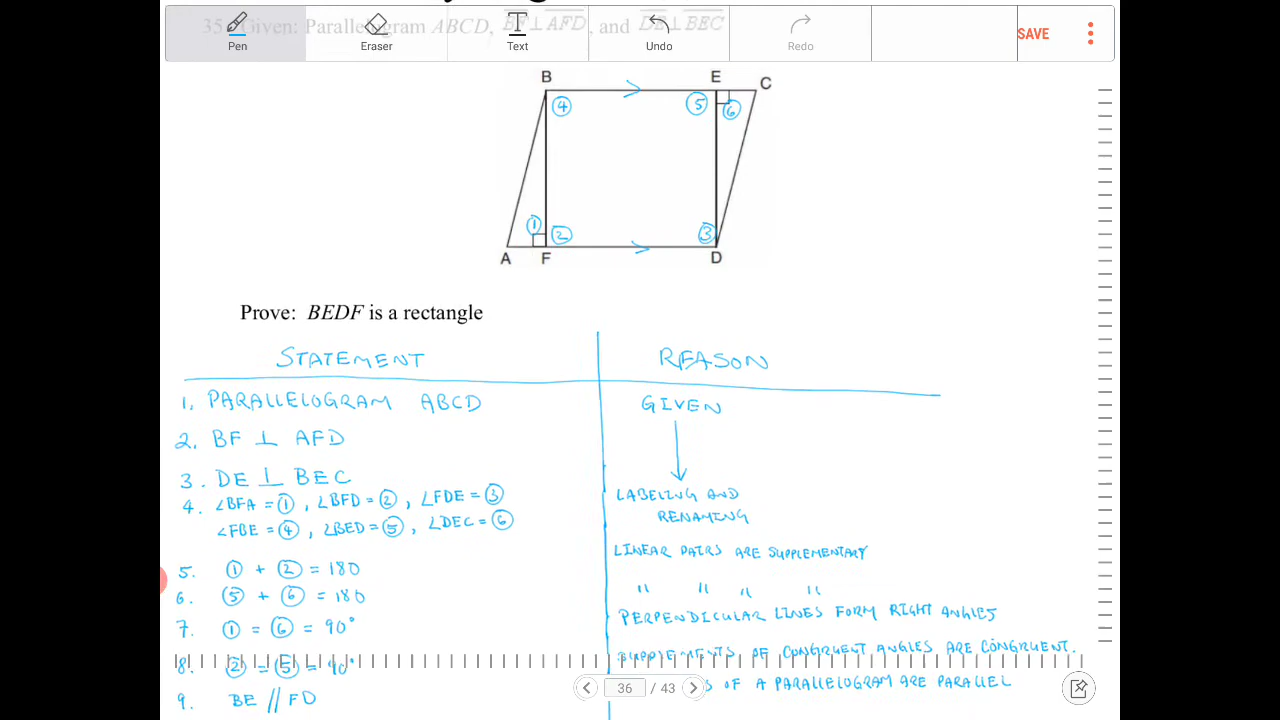 35 Given: Parallelogram ABCD, BF ⊥ AFD, and DE ⊥ BEC
Pen
Eraser
Text
Undo
Redo
SAVE
B E C
4 5 6
1 2 3
A F D
Prove: BEDF is a rectangle
STATEMENT REASON
1. PARALLELOGRAM ABCD GIVEN
2. BF ⊥ AFD
3. DE ⊥ BEC
4. ∠BFA = ①, ∠BFD = ②, ∠FDE = ③ LABELING AND
∠FBE = ④, ∠BED = ⑤, ∠DEC = ⑥ RENAMING
LINEAR PAIRS ARE SUPPLEMENTARY
5. ① + ② = 180
6. ⑤ + ⑥ = 180 " " " "
7. ① = ⑥ = 90° PERPENDICULAR LINES FORM RIGHT ANGLES
8. ② = ⑤ = 90° SUPPLEMENTS OF CONGRUENT ANGLES ARE CONGRUENT.
9. BE // FD OF A PARALLELOGRAM ARE PARALLEL
36 / 43